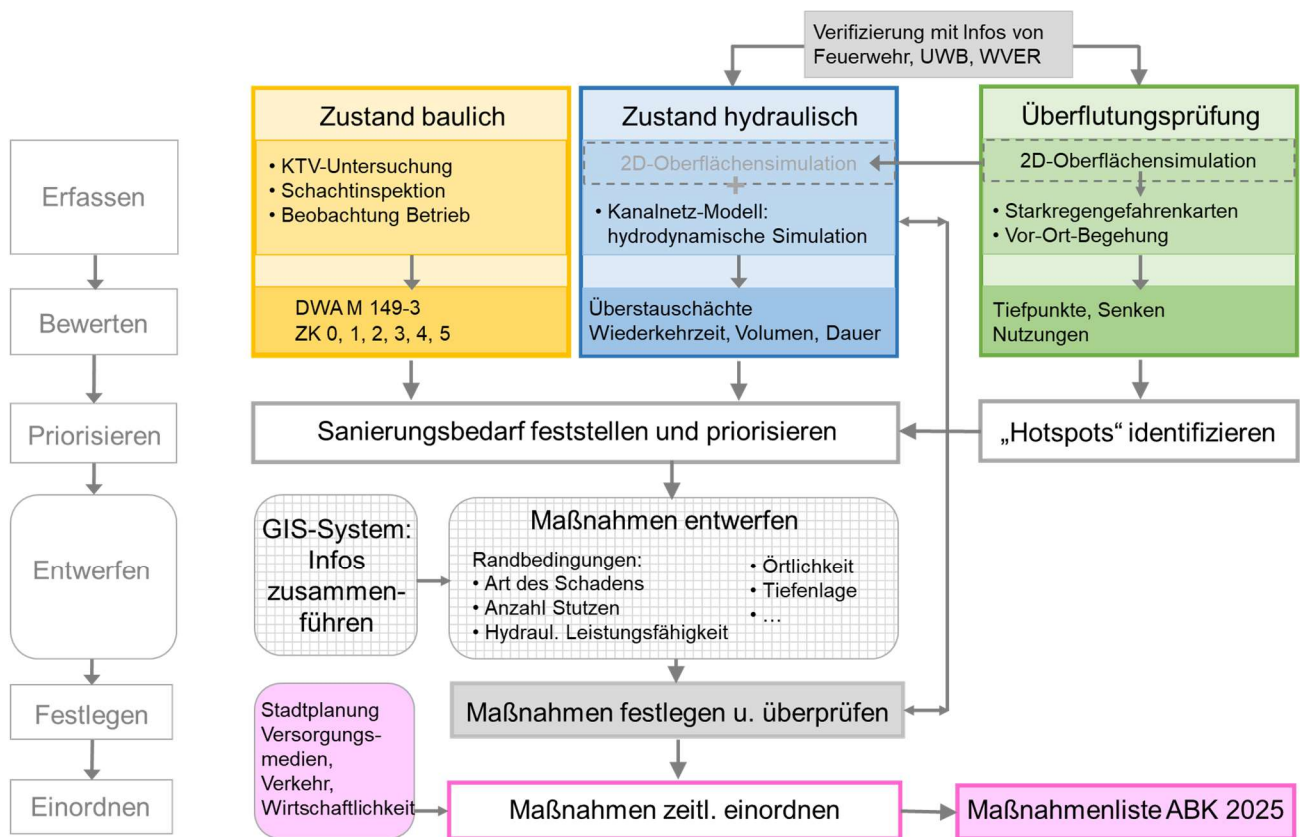 Verifizierung mit Infos von
Feuerwehr, UWB, WVER
Zustand baulich
Zustand hydraulisch
Überflutungsprüfung
Erfassen
• KTV-Untersuchung
• Schachtinspektion
• Beobachtung Betrieb
2D-Oberflächensimulation
+
• Kanalnetz-Modell:
hydrodynamische Simulation
2D-Oberflächensimulation
• Starkregengefahrenkarten
• Vor-Ort-Begehung
Bewerten
DWA M 149-3
ZK 0, 1, 2, 3, 4, 5
Überstauschächte
Wiederkehrzeit, Volumen, Dauer
Tiefpunkte, Senken
Nutzungen
Priorisieren
Sanierungsbedarf feststellen und priorisieren
„Hotspots“ identifizieren
Entwerfen
GIS-System:
Infos
zusammen-
führen
Maßnahmen entwerfen
Randbedingungen:
• Art des Schadens
• Anzahl Stutzen
• Hydraul. Leistungsfähigkeit
• Örtlichkeit
• Tiefenlage
• …
Festlegen
Stadtplanung
Versorgungs-
medien,
Verkehr,
Wirtschaftlichkeit
Maßnahmen festlegen u. überprüfen
Einordnen
Maßnahmen zeitl. einordnen
Maßnahmenliste ABK 2025